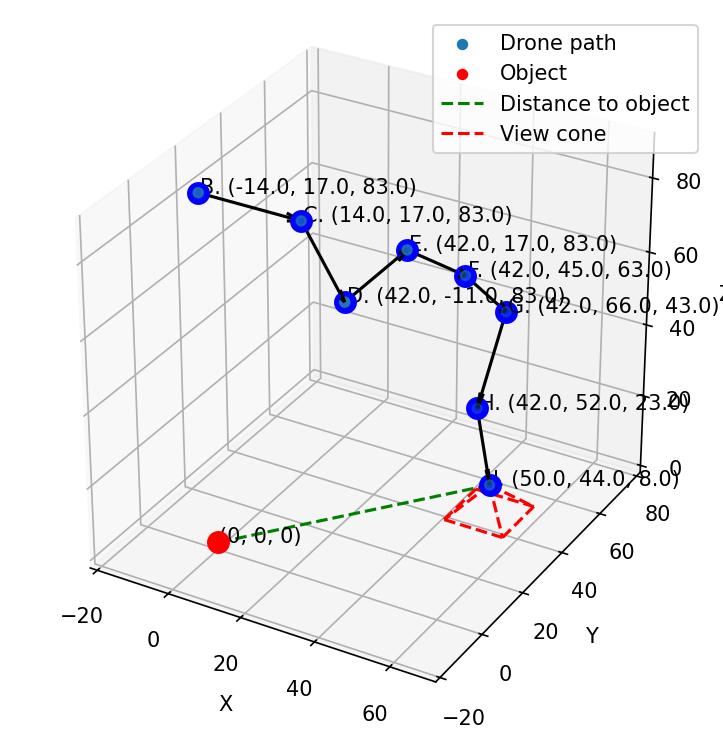 Drone path
Object
Distance to object
View cone
B. (-14.0, 17.0, 83.0)
C. (14.0, 17.0, 83.0)
E. (42.0, 17.0, 83.0)
F. (42.0, 45.0, 63.0)
D. (42.0, -11.0, 83.0)
G. (42.0, 66.0, 43.0)
H. (42.0, 52.0, 23.0)
(50.0, 44.0, 8.0)
(0, 0, 0)
80
60
40
20
0
80
60
40
20
0
−20
Y
−20
0
20
40
60
X